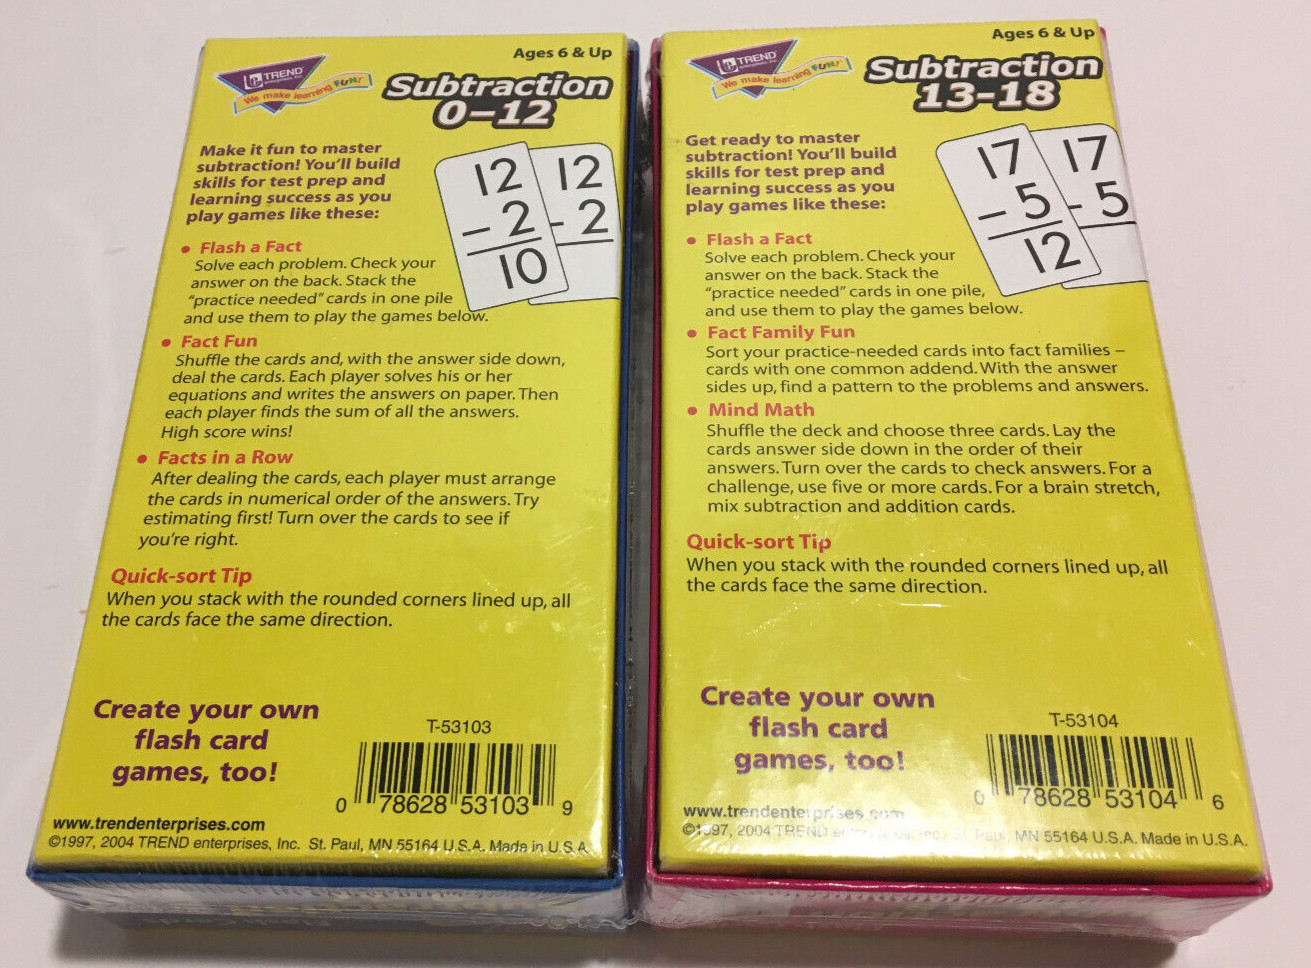 Ages 6 & Up
TREND
enterprises, Inc.
We make learning FUN!
Subtraction
0–12
Make it fun to master
subtraction! You'll build
skills for test prep and
learning success as you
play games like these:
12
– 2
10
12
- 2
• Flash a Fact
Solve each problem. Check your
answer on the back. Stack the
"practice needed" cards in one pile
and use them to play the games below.
• Fact Fun
Shuffle the cards and, with the answer side down,
deal the cards. Each player solves his or her
equations and writes the answers on paper. Then
each player finds the sum of all the answers.
High score wins!
• Facts in a Row
After dealing the cards, each player must arrange
the cards in numerical order of the answers. Try
estimating first! Turn over the cards to see if
you're right.
Quick-sort Tip
When you stack with the rounded corners lined up, all
the cards face the same direction.
Create your own
flash card
games, too!
T-53103
0 78628 53103 9
www.trendenterprises.com
©1997, 2004 TREND enterprises, Inc. St. Paul, MN 55164 U.S.A. Made in U.S.A.
Ages 6 & Up
TREND
enterprises, Inc.
We make learning FUN!
Subtraction
13–18
Get ready to master
subtraction! You'll build
skills for test prep and
learning success as you
play games like these:
17
– 5
12
17
- 5
• Flash a Fact
Solve each problem. Check your
answer on the back. Stack the
"practice needed" cards in one pile,
and use them to play the games below.
• Fact Family Fun
Sort your practice-needed cards into fact families –
cards with one common addend. With the answer
sides up, find a pattern to the problems and answers.
• Mind Math
Shuffle the deck and choose three cards. Lay the
cards answer side down in the order of their
answers. Turn over the cards to check answers. For a
challenge, use five or more cards. For a brain stretch,
mix subtraction and addition cards.
Quick-sort Tip
When you stack with the rounded corners lined up, all
the cards face the same direction.
Create your own
flash card
games, too!
T-53104
0 78628 53104 6
www.trendenterprises.com
©1997, 2004 TREND enterprises, Inc. St. Paul, MN 55164 U.S.A. Made in U.S.A.